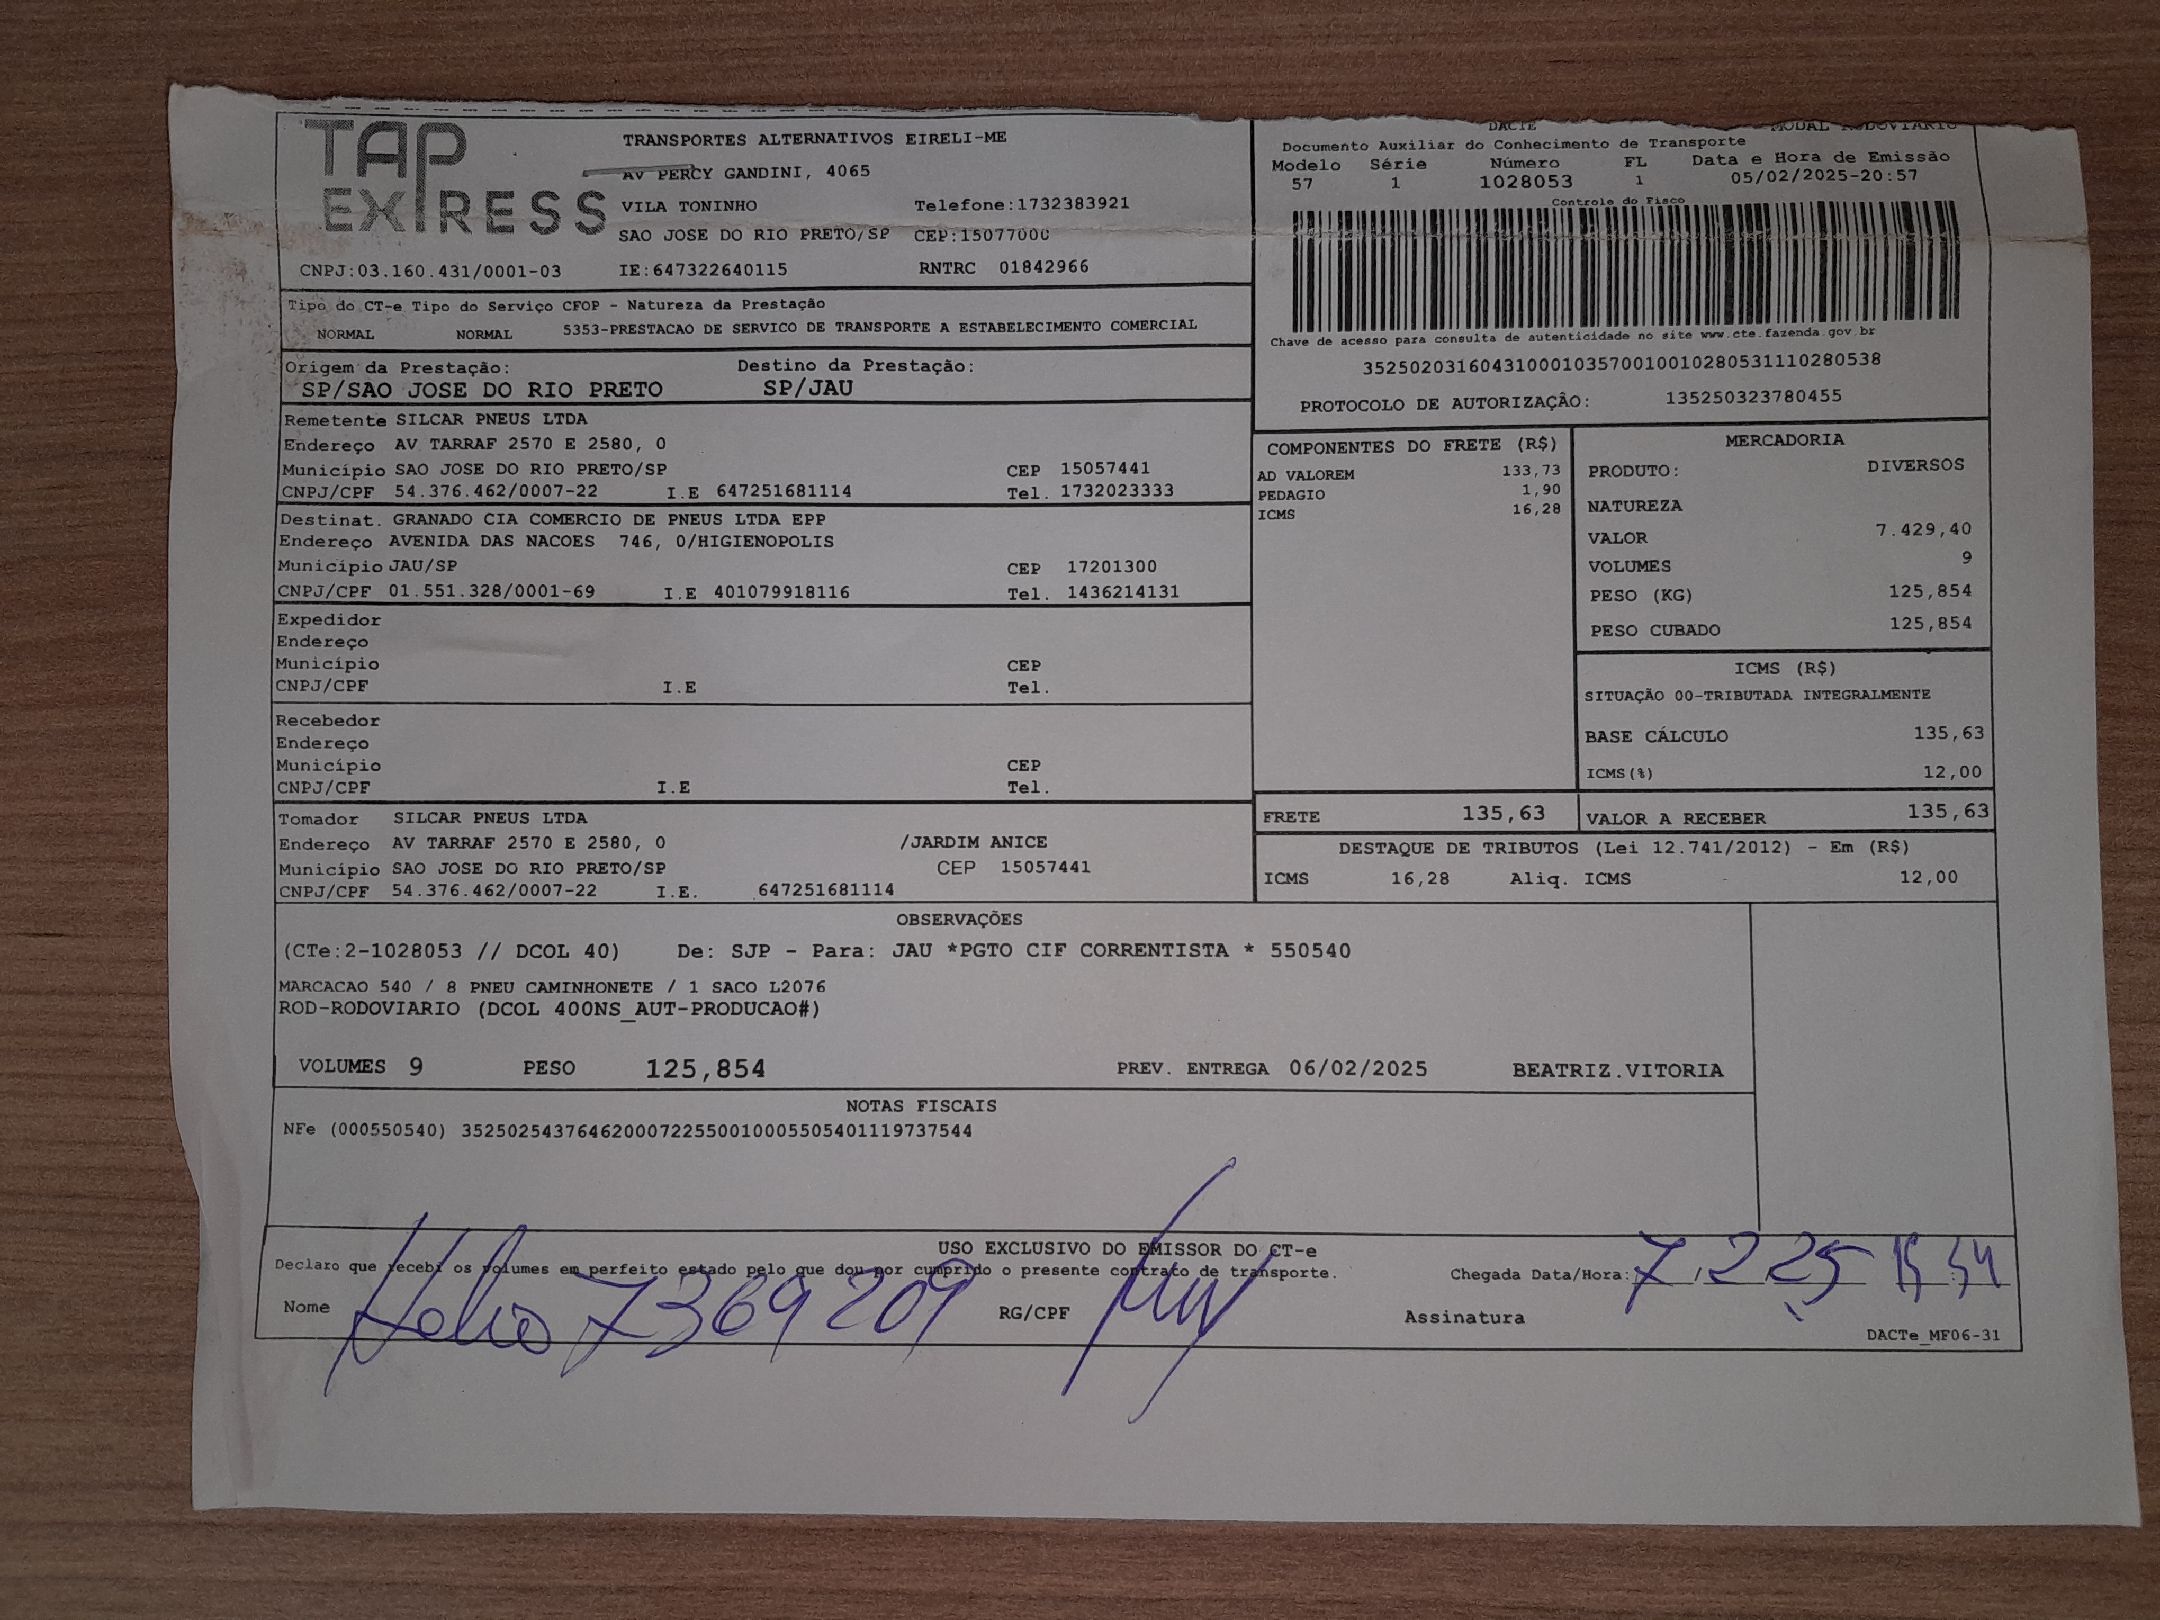 TAP EXPRESS
TRANSPORTES ALTERNATIVOS EIRELI-ME
AV PERCY GANDINI, 4065
VILA TONINHO Telefone:1732383921
SAO JOSE DO RIO PRETO/SP CEP:15077000
CNPJ:03.160.431/0001-03 IE:647322640115 RNTRC 01842966
DACTE MODAL RODOVIARIO
Documento Auxiliar do Conhecimento de Transporte
Modelo Série Número FL Data e Hora de Emissão
57 1 1028053 1 05/02/2025-20:57
Controle do Fisco
Chave de acesso para consulta de autenticidade no site www.cte.fazenda.gov.br
35250203160431000103570010010280531110280538
PROTOCOLO DE AUTORIZAÇÃO: 135250323780455
Tipo do CT-e Tipo do Serviço CFOP - Natureza da Prestação
NORMAL NORMAL 5353-PRESTACAO DE SERVICO DE TRANSPORTE A ESTABELECIMENTO COMERCIAL
Origem da Prestação: Destino da Prestação:
SP/SAO JOSE DO RIO PRETO SP/JAU
Remetente SILCAR PNEUS LTDA
Endereço AV TARRAF 2570 E 2580, 0
Município SAO JOSE DO RIO PRETO/SP CEP 15057441
CNPJ/CPF 54.376.462/0007-22 I.E 647251681114 Tel. 1732023333
Destinat. GRANADO CIA COMERCIO DE PNEUS LTDA EPP
Endereço AVENIDA DAS NACOES 746, 0/HIGIENOPOLIS
Município JAU/SP CEP 17201300
CNPJ/CPF 01.551.328/0001-69 I.E 401079918116 Tel. 1436214131
Expedidor
Endereço
Município CEP
CNPJ/CPF I.E Tel.
Recebedor
Endereço
Município CEP
CNPJ/CPF I.E Tel.
Tomador SILCAR PNEUS LTDA
Endereço AV TARRAF 2570 E 2580, 0 /JARDIM ANICE
Município SAO JOSE DO RIO PRETO/SP CEP 15057441
CNPJ/CPF 54.376.462/0007-22 I.E. 647251681114
COMPONENTES DO FRETE (R$)
AD VALOREM 133,73
PEDAGIO 1,90
ICMS 16,28
MERCADORIA
PRODUTO: DIVERSOS
NATUREZA
VALOR 7.429,40
VOLUMES 9
PESO (KG) 125,854
PESO CUBADO 125,854
ICMS (R$)
SITUAÇÃO 00-TRIBUTADA INTEGRALMENTE
BASE CÁLCULO 135,63
ICMS(%) 12,00
FRETE 135,63 VALOR A RECEBER 135,63
DESTAQUE DE TRIBUTOS (Lei 12.741/2012) - Em (R$)
ICMS 16,28 Aliq. ICMS 12,00
OBSERVAÇÕES
(CTe:2-1028053 // DCOL 40) De: SJP - Para: JAU *PGTO CIF CORRENTISTA * 550540
MARCACAO 540 / 8 PNEU CAMINHONETE / 1 SACO L2076
ROD-RODOVIARIO (DCOL 400NS_AUT-PRODUCAO#)
VOLUMES 9 PESO 125,854 PREV. ENTREGA 06/02/2025 BEATRIZ.VITORIA
NOTAS FISCAIS
NFe (000550540) 35250254376462000722550010005505401119737544
USO EXCLUSIVO DO EMISSOR DO CT-e
Declaro que recebi os volumes em perfeito estado pelo que dou por cumprido o presente contrato de transporte.
Chegada Data/Hora: 7 2 25 15 54
Nome Helio 7369209 RG/CPF Assinatura
DACTe_MF06-31